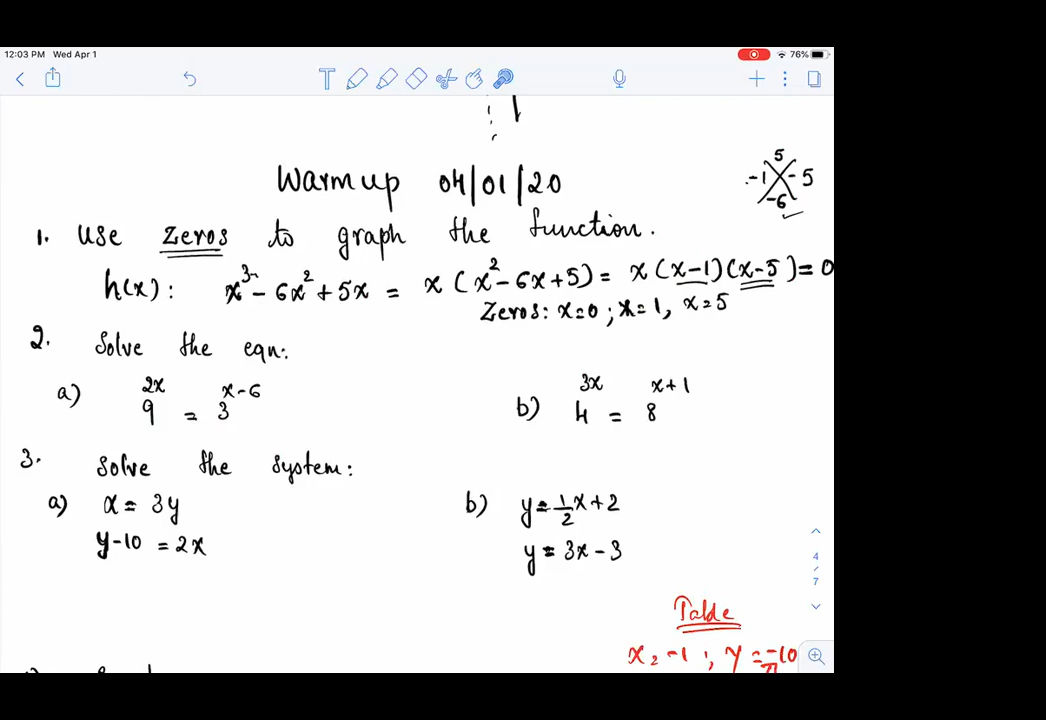 12:03 PM Wed Apr 1
76%
T
Warm up 04/01/20
5
-1 -5
-6
1. Use zeros to graph the function.
h(x): x³ - 6x² + 5x = x(x² - 6x + 5) = x(x-1)(x-5) = 0
Zeros: x=0; x=1, x=5
2. Solve the eqn:
a) 9^2x = 3^x-6
b) 4^3x = 8^x+1
3. Solve the system:
a) x = 3y
y-10 = 2x
b) y = 1/2 x + 2
y = 3x - 3
4
/
7
Table
x = -1 ; y = -10